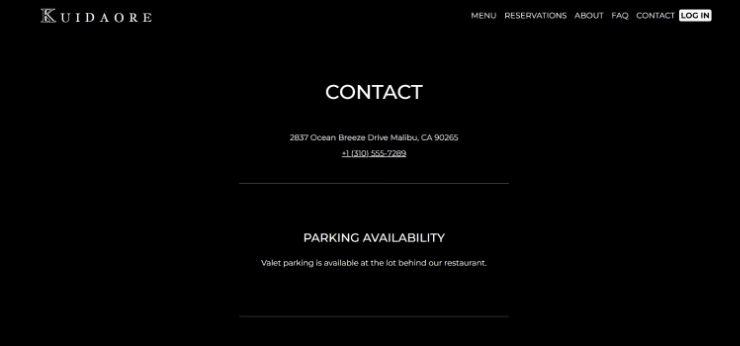 KUIDAORE
MENU RESERVATIONS ABOUT FAQ CONTACT LOG IN
CONTACT
2837 Ocean Breeze Drive Malibu, CA 90265
+1 (310) 555-7289
PARKING AVAILABILITY
Valet parking is available at the lot behind our restaurant.